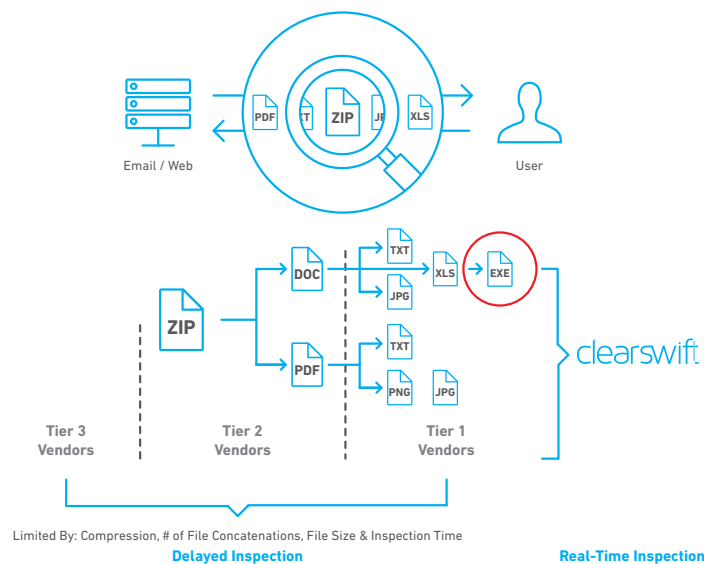 PDF
TXT
ZIP
JP
XLS
Email / Web
User
DOC
TXT
XLS
EXE
JPG
ZIP
TXT
PDF
PNG
JPG
clearswift
Tier 3
Vendors
Tier 2
Vendors
Tier 1
Vendors
Limited By: Compression, # of File Concatenations, File Size & Inspection Time
Delayed Inspection
Real-Time Inspection